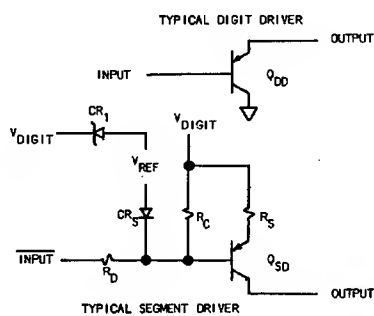 TYPICAL DIGIT DRIVER
OUTPUT
INPUT
QDD
CR1
VDIGIT
VDIGIT
VREF
CRS
RC
RS
INPUT
RD
QSD
OUTPUT
TYPICAL SEGMENT DRIVER